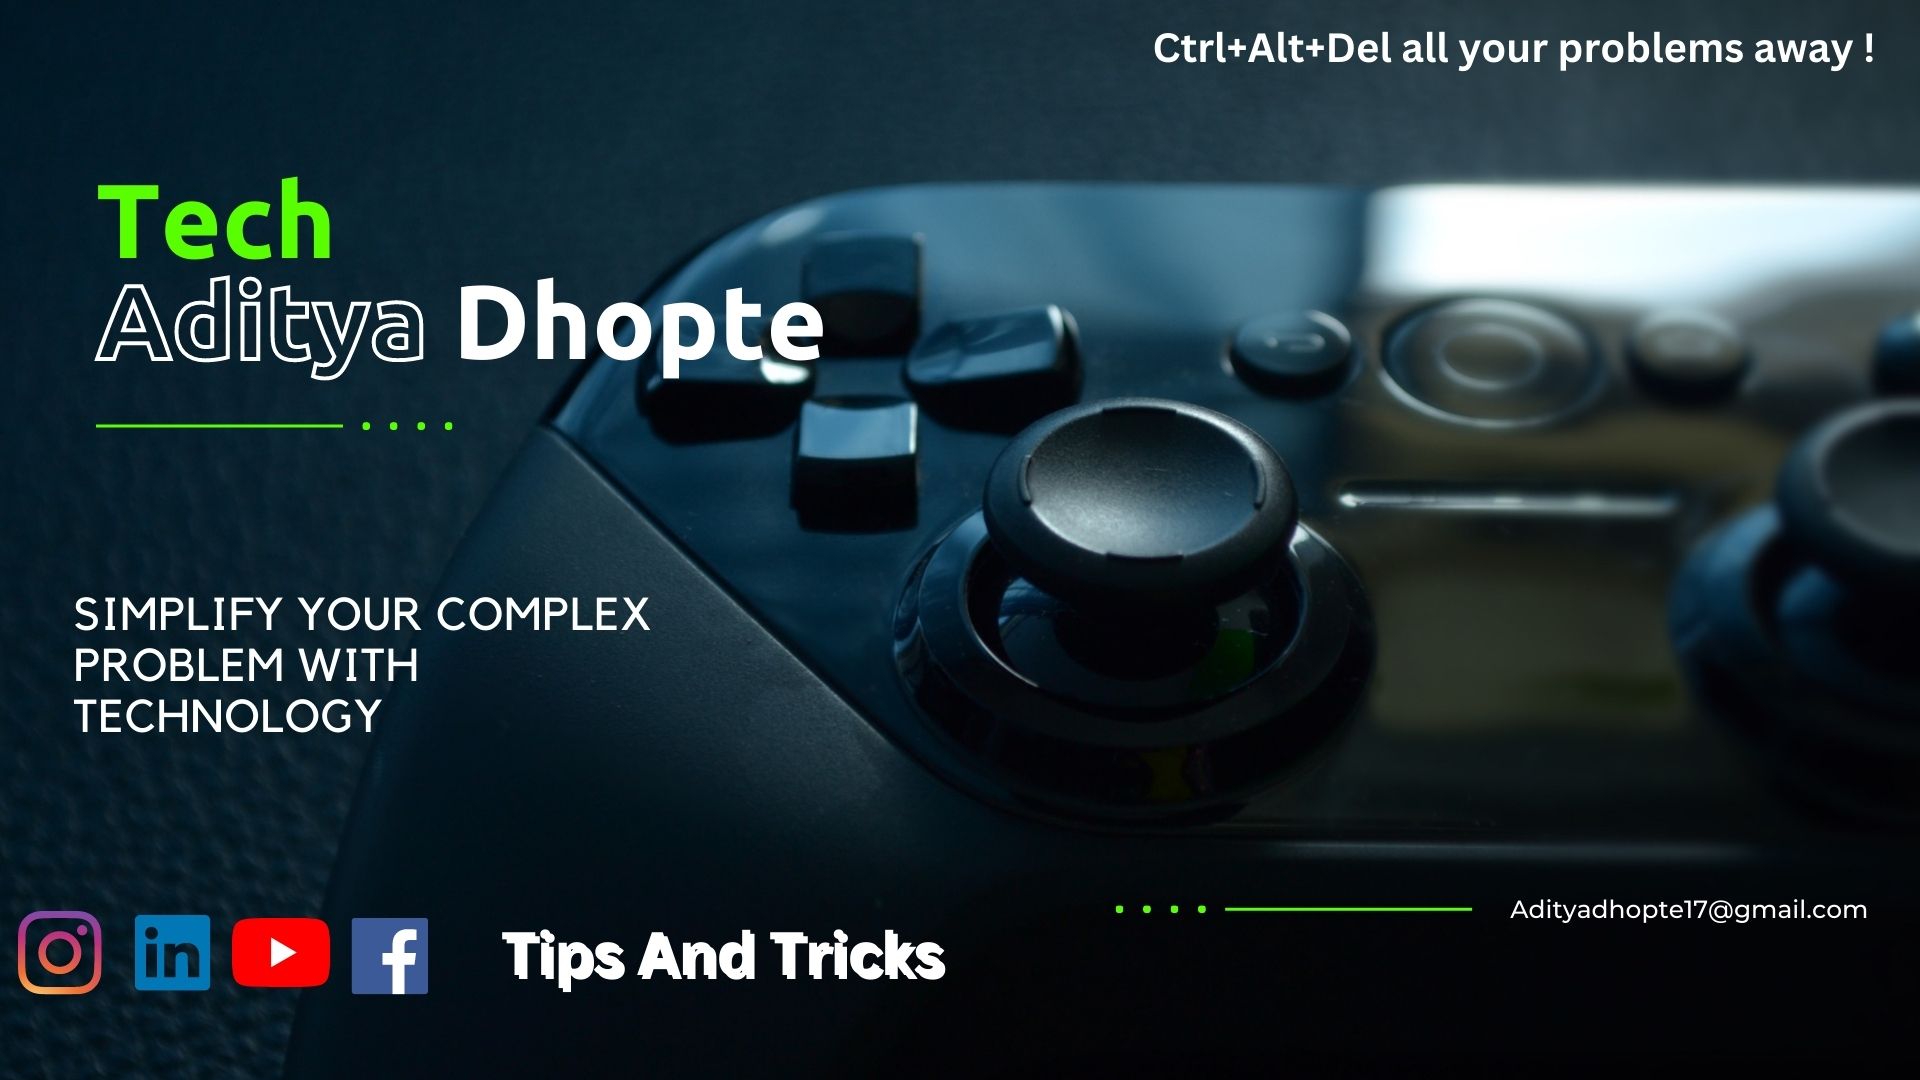 Ctrl+Alt+Del all your problems away !
Tech
Aditya Dhopte
SIMPLIFY YOUR COMPLEX
PROBLEM WITH
TECHNOLOGY
Adityadhopte17@gmail.com
in
f
Tips And Tricks